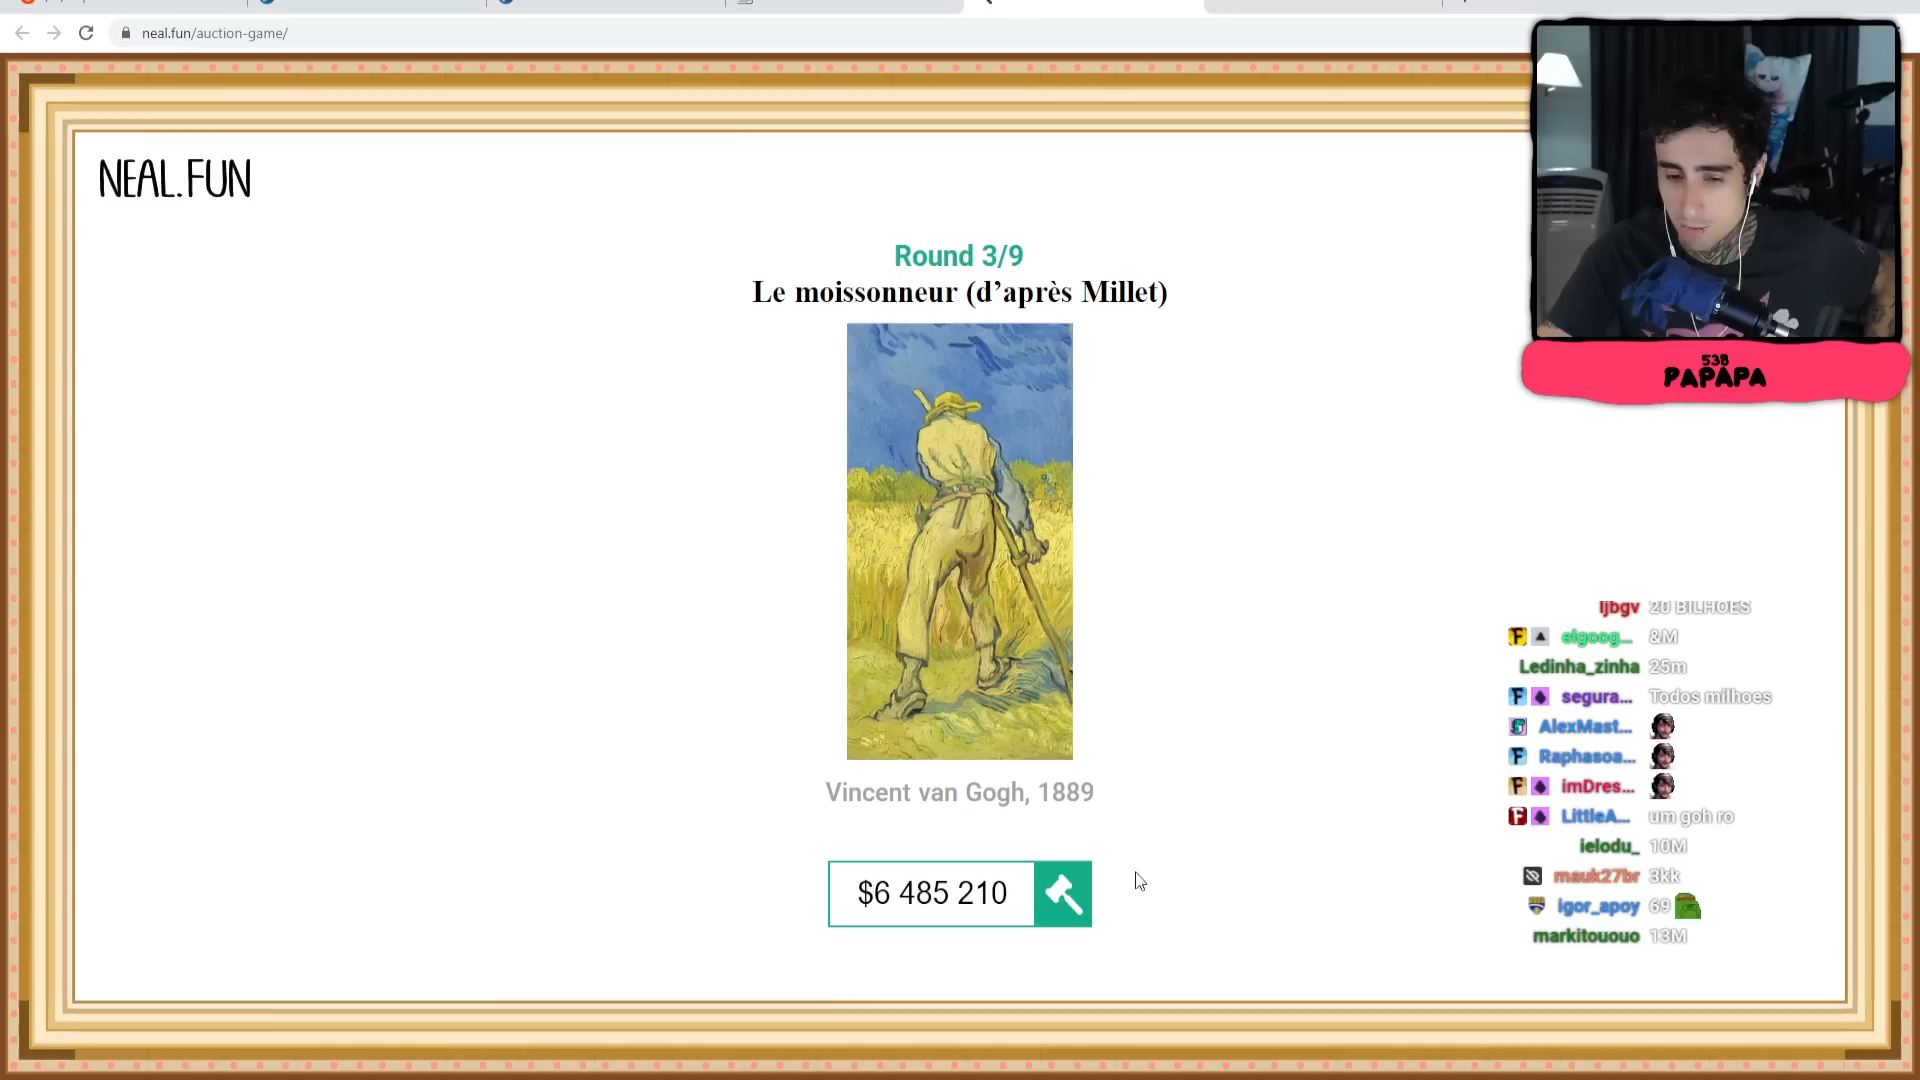 neal.fun/auction-game/
NEAL.FUN
Round 3/9
Le moissonneur (d’après Millet)
Vincent van Gogh, 1889
$6 485 210
538
PAPAPA
ljbgv 20 BILHOES
elgoog... &M
Ledinha_zinha 25m
segura... Todos milhoes
AlexMast...
Raphasoa...
imDres...
LittleA... um goh ro
ielodu_ 10M
mauk27br 3kk
igor_apoy 69
markitououo 13M